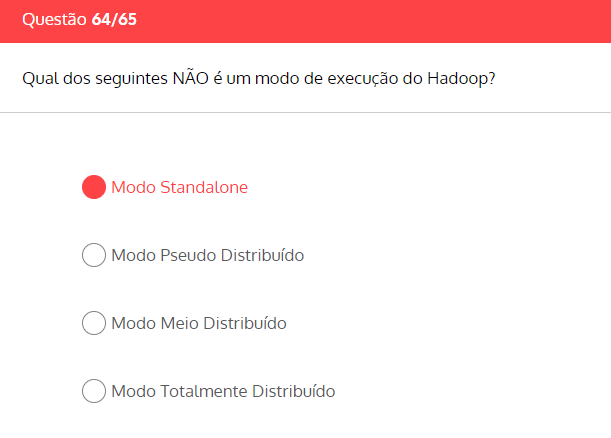 Questão 64/65
Qual dos seguintes NÃO é um modo de execução do Hadoop?
Modo Standalone
Modo Pseudo Distribuído
Modo Meio Distribuído
Modo Totalmente Distribuído